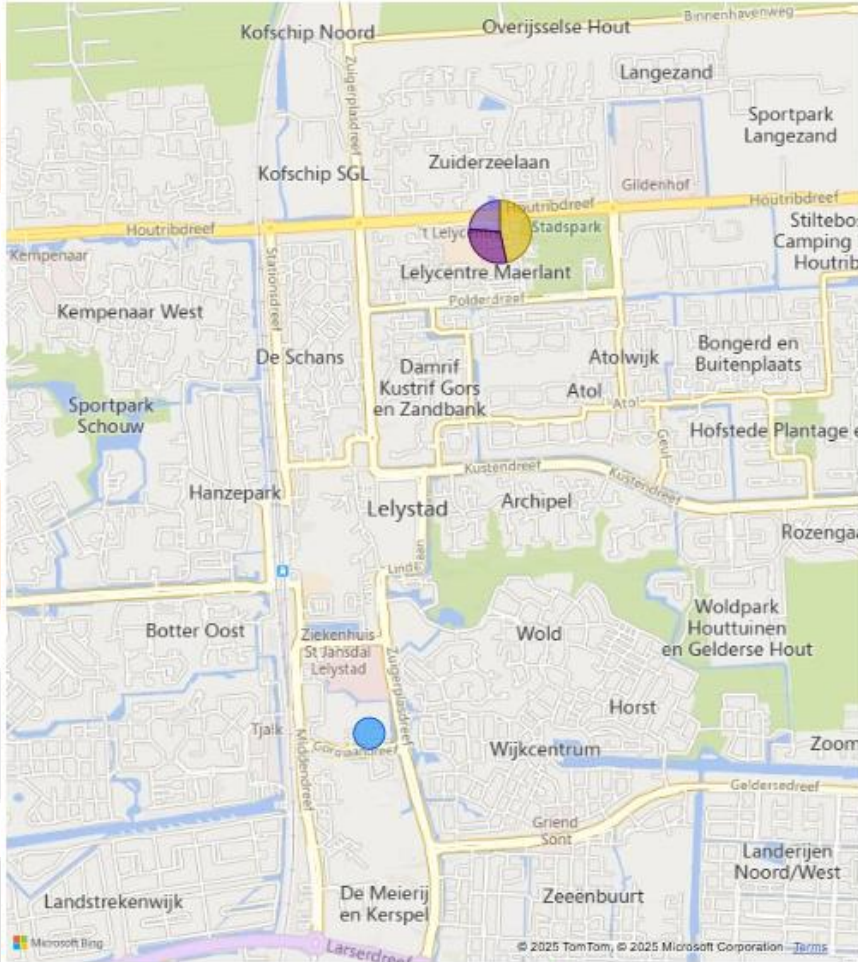 Kofschip Noord
Overijsselse Hout
Binnenhavenweg
Zuigerplasdreef
Langezand
Sportpark
Langezand
Zuiderzeelaan
Kofschip SGL
Gildenhof
Houtribdreef
Houtribdreef
Houtribdreef
't Lelyc
Stadspark
Stiltebo
Camping
Houtrib
Kempenaar
Lelycentre Maerlant
Stationsdreef
Polderdreef
Kempenaar West
De Schans
Damrif
Kustrif Gors
en Zandbank
Atolwijk
Bongerd en
Buitenplaats
Atol
Atol
Sportpark
Schouw
Geul
Hofstede Plantage e
Kustendreef
Kustendreef
Hanzepark
Lelystad
Archipel
Rozengaa
Botter Oost
Ziekenhuis
St Jansdal
Lelystad
Wold
Woldpark
Houttuinen
en Gelderse Hout
Zuigerplasdreef
Horst
Tjalk
Middendreef
Wijkcentrum
Zoom
Geldersedreef
Griend
Sont
Landerijen
Noord/West
Landstrekenwijk
De Meierij
en Kerspel
Zeeënbuurt
Larserdreef
Microsoft Bing
© 2025 TomTom, © 2025 Microsoft Corporation Terms